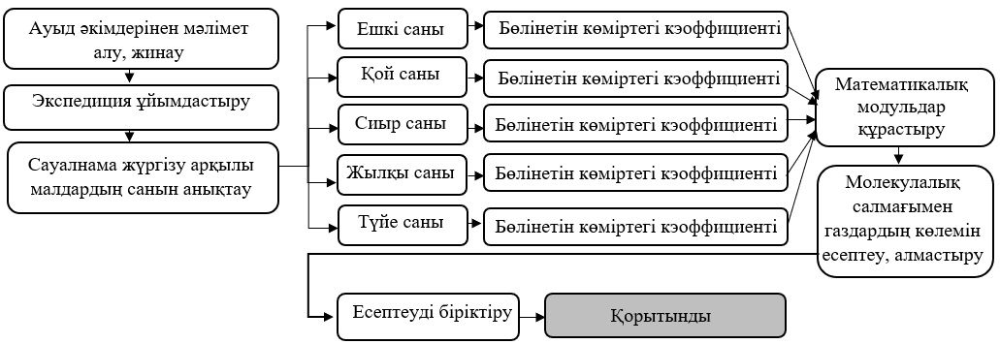 Ауыд әкімдерінен мәлімет
алу, жинау
Экспедиция ұйымдастыру
Сауалнама жүргізу арқылы
малдардың санын анықтау
Ешкі саны
Бөлінетін көміртегі кэоффициенті
Қой саны
Бөлінетін көміртегі кэоффициенті
Сиыр саны
Бөлінетін көміртегі кэоффициенті
Жылқы саны
Бөлінетін көміртегі кэоффициенті
Түйе саны
Бөлінетін көміртегі кэоффициенті
Математикалық
модульдар
құрастыру
Молекулалық
салмағымен
газдардың көлемін
есептеу, алмастыру
Есептеуді біріктіру
Қорытынды